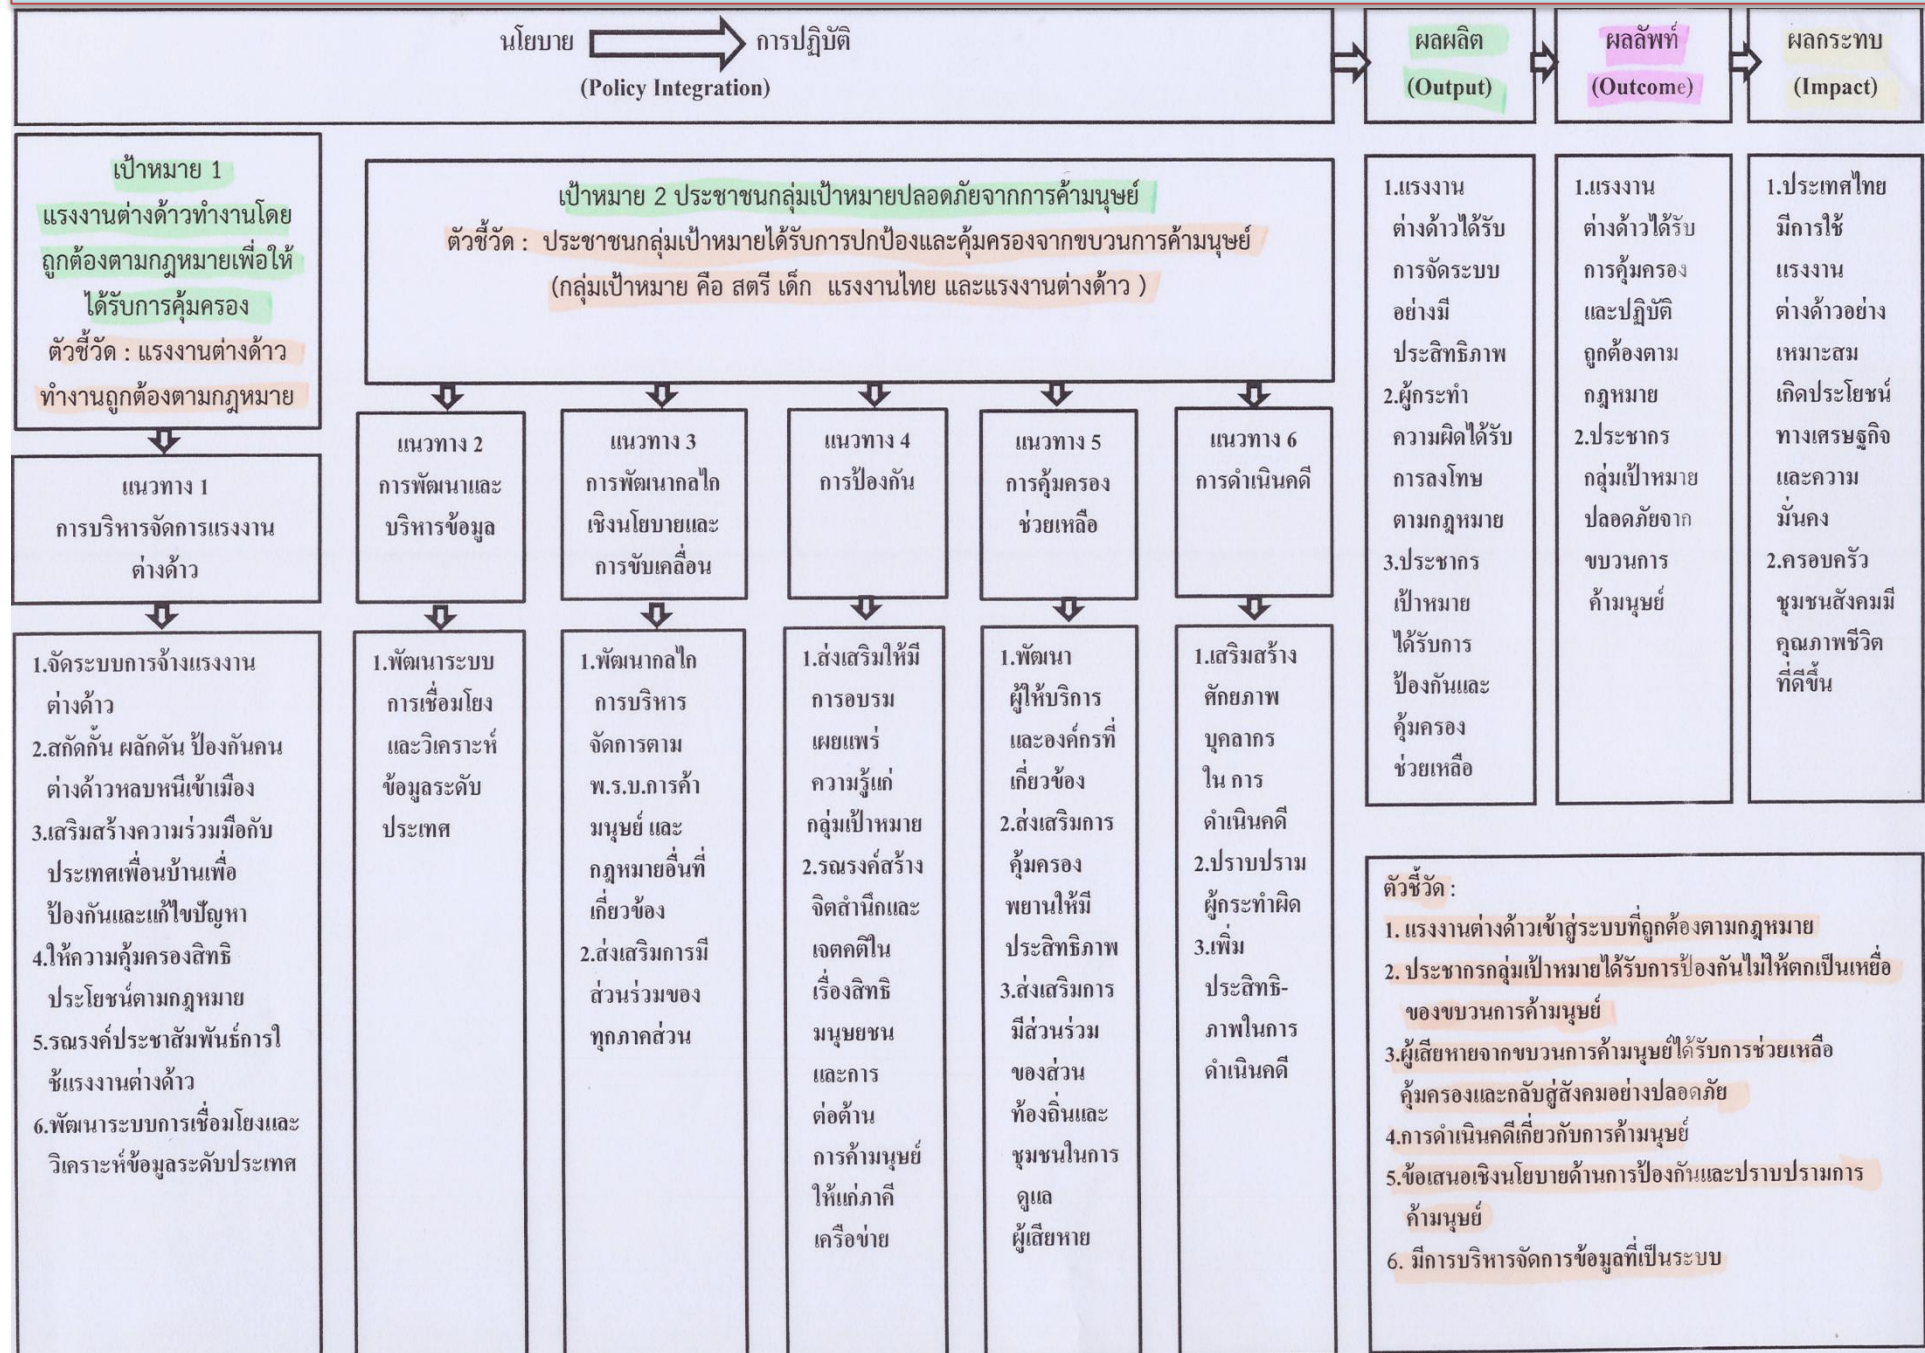 นโยบาย การปฏิบัติ
(Policy Integration)
ผลผลิต
(Output)
ผลลัพท์
(Outcome)
ผลกระทบ
(Impact)
เป้าหมาย 1
แรงงานต่างด้าวทำงานโดย
ถูกต้องตามกฎหมายเพื่อให้
ได้รับการคุ้มครอง
ตัวชี้วัด : แรงงานต่างด้าว
ทำงานถูกต้องตามกฎหมาย
เป้าหมาย 2 ประชาชนกลุ่มเป้าหมายปลอดภัยจากการค้ามนุษย์
ตัวชี้วัด : ประชาชนกลุ่มเป้าหมายได้รับการปกป้องและคุ้มครองจากขบวนการค้ามนุษย์
(กลุ่มเป้าหมาย คือ สตรี เด็ก แรงงานไทย และแรงงานต่างด้าว )
แนวทาง 1
การบริหารจัดการแรงงาน
ต่างด้าว
แนวทาง 2
การพัฒนาและ
บริหารข้อมูล
แนวทาง 3
การพัฒนากลไก
เชิงนโยบายและ
การขับเคลื่อน
แนวทาง 4
การป้องกัน
แนวทาง 5
การคุ้มครอง
ช่วยเหลือ
แนวทาง 6
การดำเนินคดี
1.จัดระบบการจ้างแรงงาน
ต่างด้าว
2.สกัดกั้น ผลักดัน ป้องกันคน
ต่างด้าวหลบหนีเข้าเมือง
3.เสริมสร้างความร่วมมือกับ
ประเทศเพื่อนบ้านเพื่อ
ป้องกันและแก้ไขปัญหา
4.ให้ความคุ้มครองสิทธิ
ประโยชน์ตามกฎหมาย
5.รณรงค์ประชาสัมพันธ์การใ
ช้แรงงานต่างด้าว
6.พัฒนาระบบการเชื่อมโยงและ
วิเคราะห์ข้อมูลระดับประเทศ
1.พัฒนาระบบ
การเชื่อมโยง
และวิเคราะห์
ข้อมูลระดับ
ประเทศ
1.พัฒนากลไก
การบริหาร
จัดการตาม
พ.ร.บ.การค้า
มนุษย์ และ
กฎหมายอื่นที่
เกี่ยวข้อง
2.ส่งเสริมการมี
ส่วนร่วมของ
ทุกภาคส่วน
1.ส่งเสริมให้มี
การอบรม
เผยแพร่
ความรู้แก่
กลุ่มเป้าหมาย
2.รณรงค์สร้าง
จิตสำนึกและ
เจตคติใน
เรื่องสิทธิ
มนุษยชน
และการ
ต่อต้าน
การค้ามนุษย์
ให้แก่ภาคี
เครือข่าย
1.พัฒนา
ผู้ให้บริการ
และองค์กรที่
เกี่ยวข้อง
2.ส่งเสริมการ
คุ้มครอง
พยานให้มี
ประสิทธิภาพ
3.ส่งเสริมการ
มีส่วนร่วม
ของส่วน
ท้องถิ่นและ
ชุมชนในการ
ดูแล
ผู้เสียหาย
1.เสริมสร้าง
ศักยภาพ
บุคลากร
ใน การ
ดำเนินคดี
2.ปราบปราม
ผู้กระทำผิด
3.เพิ่ม
ประสิทธิ-
ภาพในการ
ดำเนินคดี
1.แรงงาน
ต่างด้าวได้รับ
การจัดระบบ
อย่างมี
ประสิทธิภาพ
2.ผู้กระทำ
ความผิดได้รับ
การลงโทษ
ตามกฎหมาย
3.ประชากร
เป้าหมาย
ได้รับการ
ป้องกันและ
คุ้มครอง
ช่วยเหลือ
1.แรงงาน
ต่างด้าวได้รับ
การคุ้มครอง
และปฏิบัติ
ถูกต้องตาม
กฎหมาย
2.ประชากร
กลุ่มเป้าหมาย
ปลอดภัยจาก
ขบวนการ
ค้ามนุษย์
1.ประเทศไทย
มีการใช้
แรงงาน
ต่างด้าวอย่าง
เหมาะสม
เกิดประโยชน์
ทางเศรษฐกิจ
และความ
มั่นคง
2.ครอบครัว
ชุมชนสังคมมี
คุณภาพชีวิต
ที่ดีขึ้น
ตัวชี้วัด :
1. แรงงานต่างด้าวเข้าสู่ระบบที่ถูกต้องตามกฎหมาย
2. ประชากรกลุ่มเป้าหมายได้รับการป้องกันไม่ให้ตกเป็นเหยื่อ
ของขบวนการค้ามนุษย์
3.ผู้เสียหายจากขบวนการค้ามนุษย์ได้รับการช่วยเหลือ
คุ้มครองและกลับสู่สังคมอย่างปลอดภัย
4.การดำเนินคดีเกี่ยวกับการค้ามนุษย์
5.ข้อเสนอเชิงนโยบายด้านการป้องกันและปราบปรามการ
ค้ามนุษย์
6. มีการบริหารจัดการข้อมูลที่เป็นระบบ